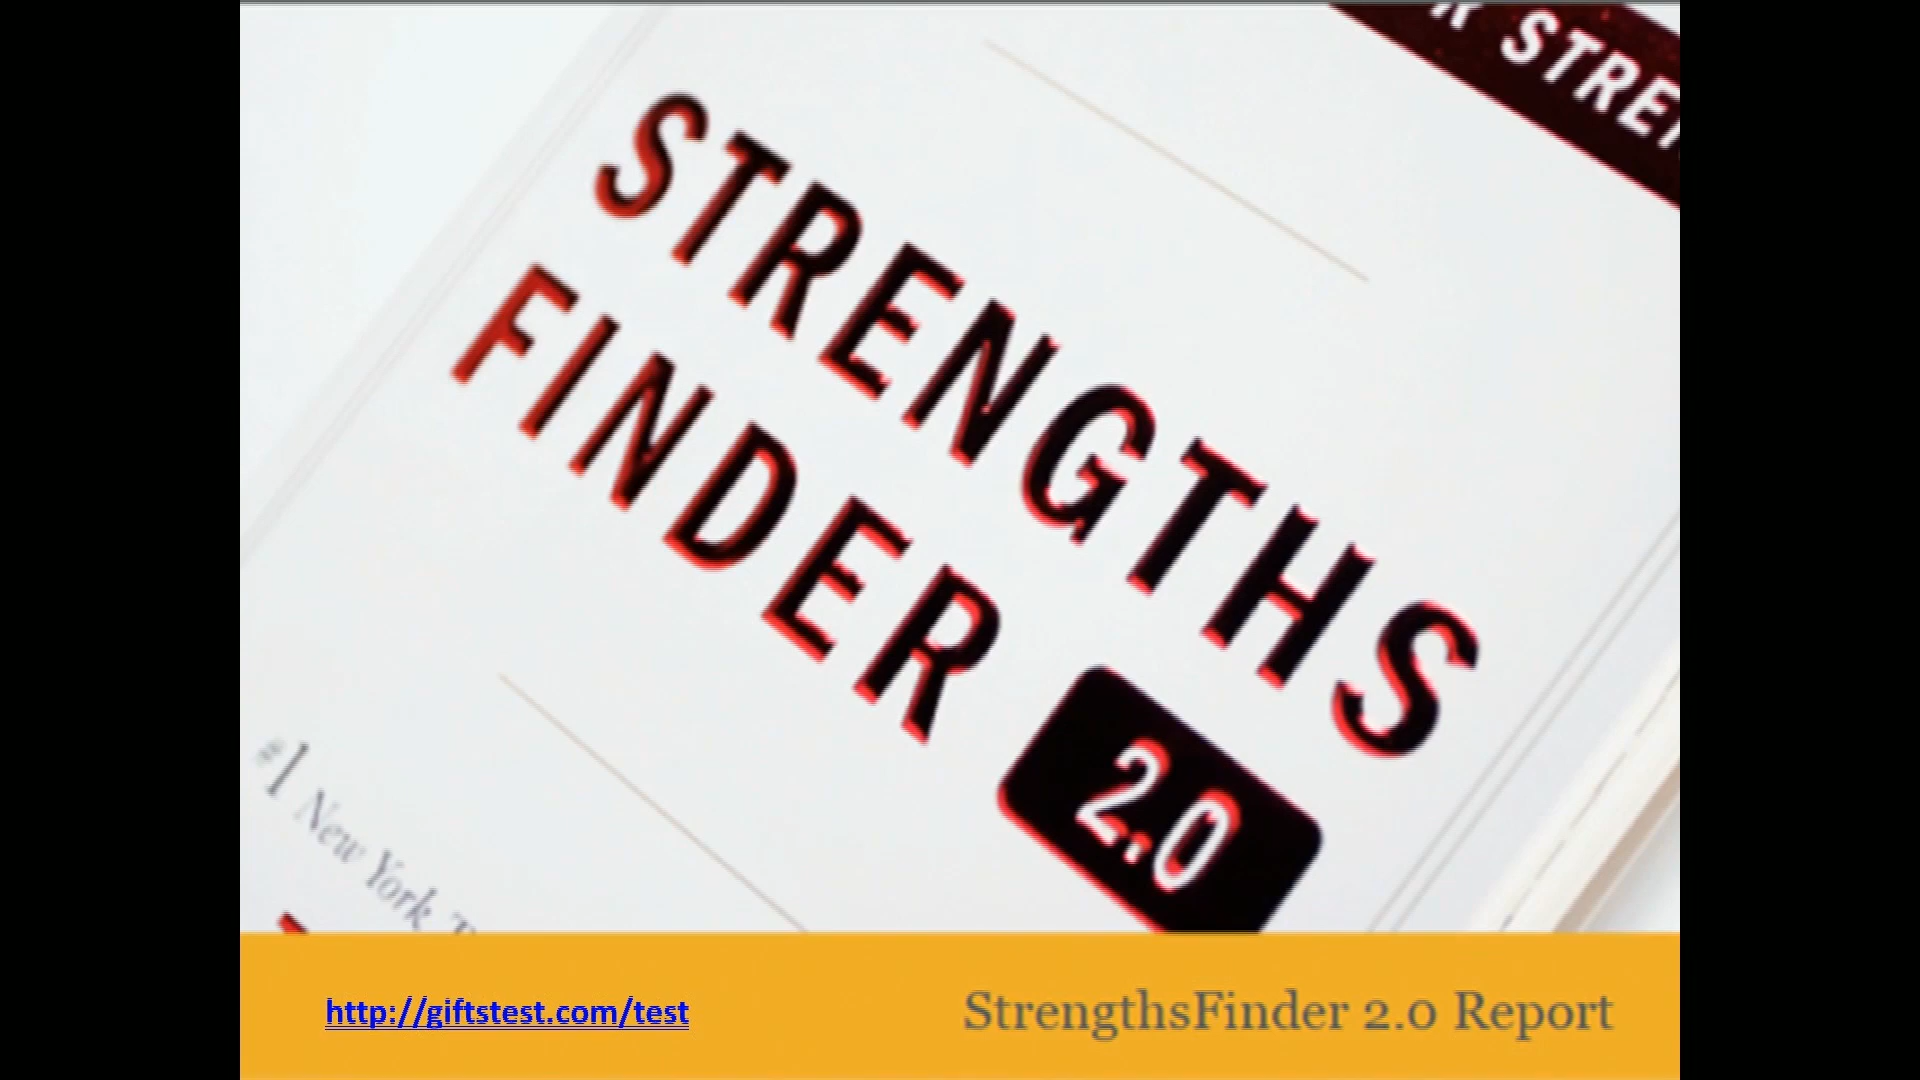 STRENGTHS
FINDER
2.0
#1 New York
http://giftstest.com/test
StrengthsFinder 2.0 Report